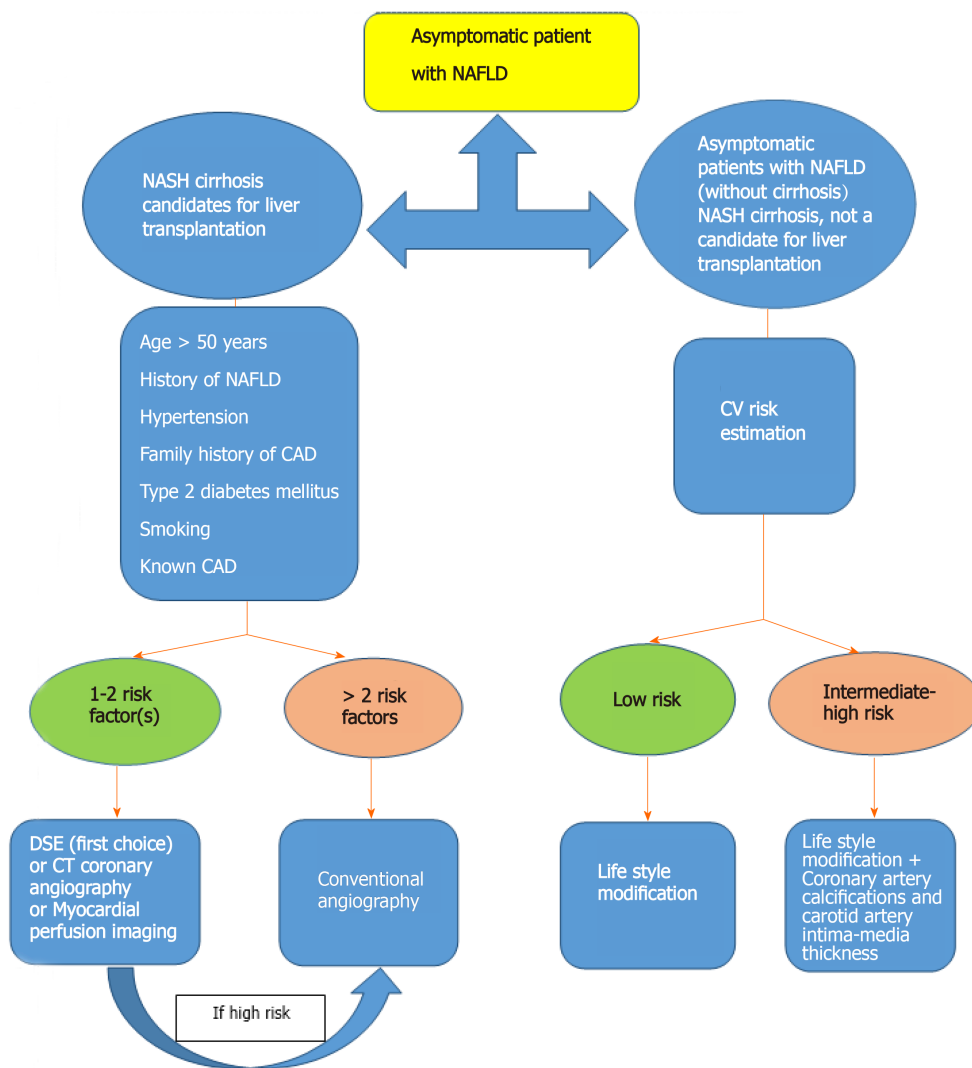 Asymptomatic patient
with NAFLD
NASH cirrhosis
candidates for liver
transplantation
Asymptomatic
patients with NAFLD
(without cirrhosis)
NASH cirrhosis, not a
candidate for liver
transplantation
Age > 50 years
History of NAFLD
Hypertension
Family history of CAD
Type 2 diabetes mellitus
Smoking
Known CAD
CV risk
estimation
1-2 risk
factor(s)
> 2 risk
factors
Low risk
Intermediate-
high risk
DSE (first choice)
or CT coronary
angiography
or Myocardial
perfusion imaging
Conventional
angiography
Life style
modification
Life style
modification +
Coronary artery
calcifications and
carotid artery
intima-media
thickness
If high risk